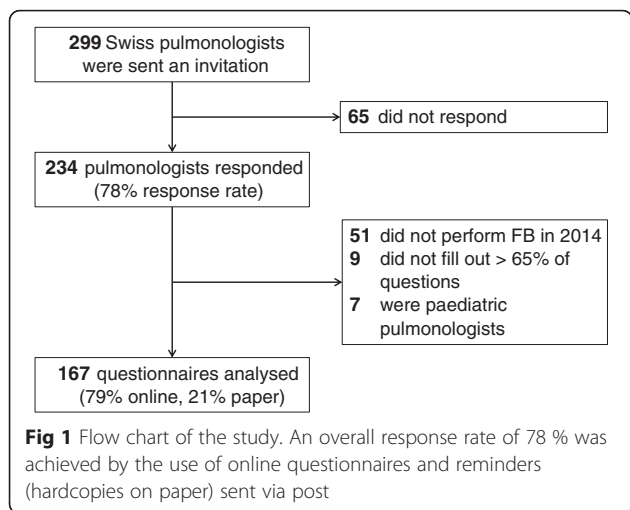 299 Swiss pulmonologists
were sent an invitation
65 did not respond
234 pulmonologists responded
(78% response rate)
51 did not perform FB in 2014
9 did not fill out > 65% of
questions
7 were paediatric
pulmonologists
167 questionnaires analysed
(79% online, 21% paper)
Fig 1 Flow chart of the study. An overall response rate of 78 % was
achieved by the use of online questionnaires and reminders
(hardcopies on paper) sent via post